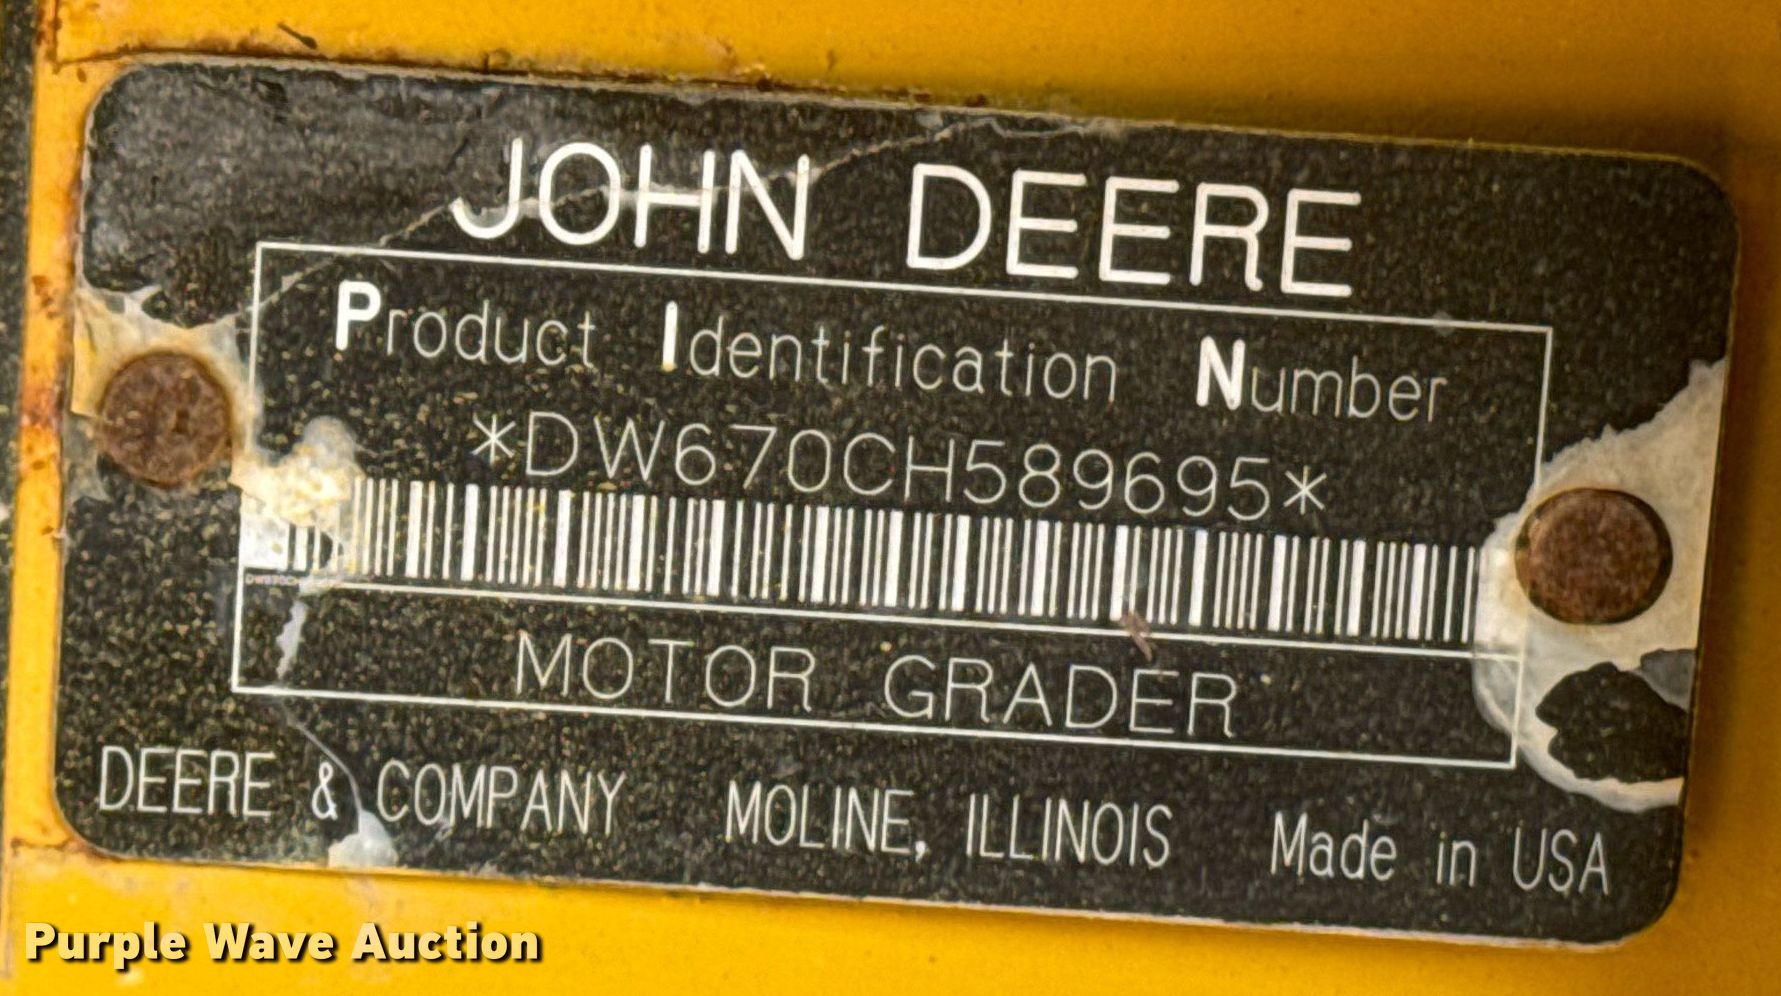 JOHN DEERE
Product Identification Number
*DW670CH589695*
MOTOR GRADER
DEERE & COMPANY MOLINE, ILLINOIS Made in USA
Purple Wave Auction